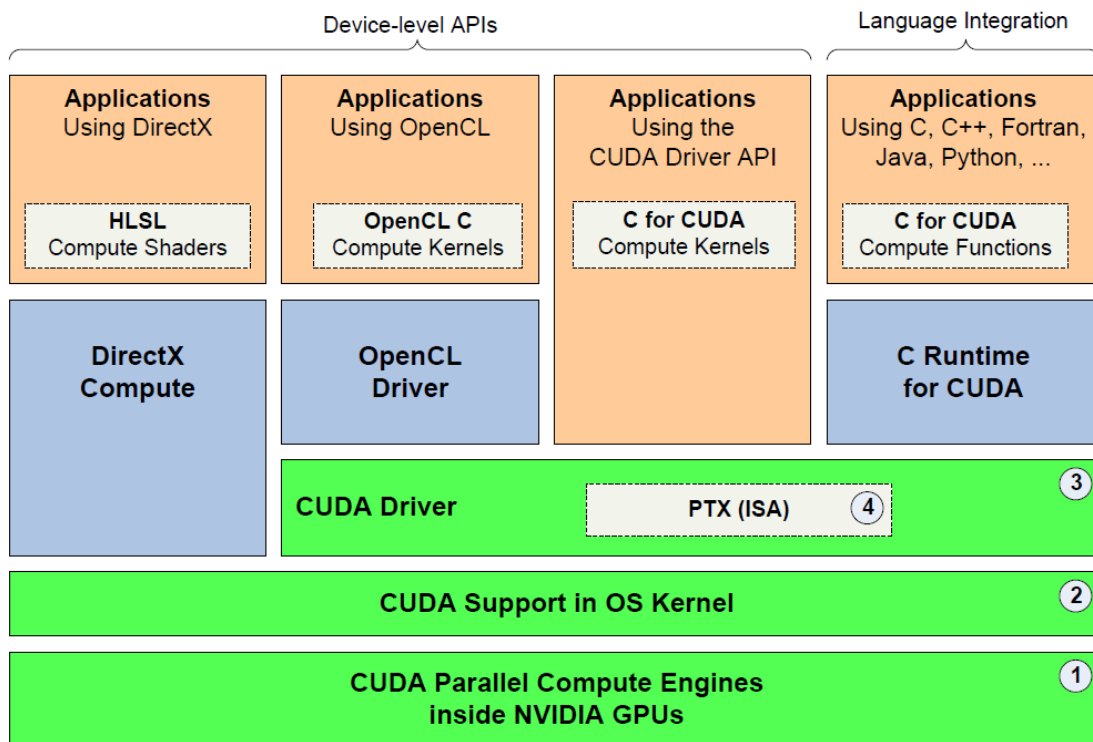 Device-level APIs
Language Integration
Applications
Using DirectX
HLSL
Compute Shaders
Applications
Using OpenCL
OpenCL C
Compute Kernels
Applications
Using the
CUDA Driver API
C for CUDA
Compute Kernels
Applications
Using C, C++, Fortran,
Java, Python, ...
C for CUDA
Compute Functions
DirectX
Compute
OpenCL
Driver
C Runtime
for CUDA
CUDA Driver
PTX (ISA)
4
3
CUDA Support in OS Kernel
2
CUDA Parallel Compute Engines
inside NVIDIA GPUs
1